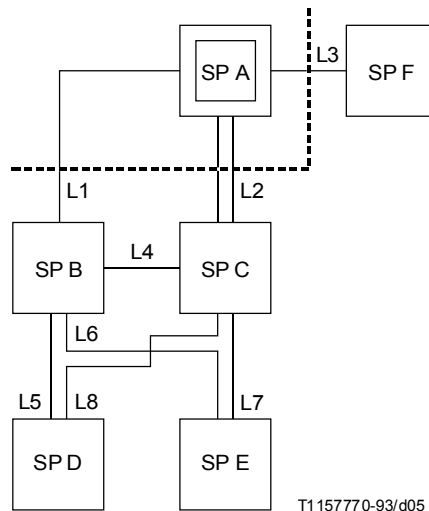 L3
SP A
SP F
L1
L2
L4
SP B
SP C
L6
L5
L8
L7
SP D
SP E
T1157770-93/d05